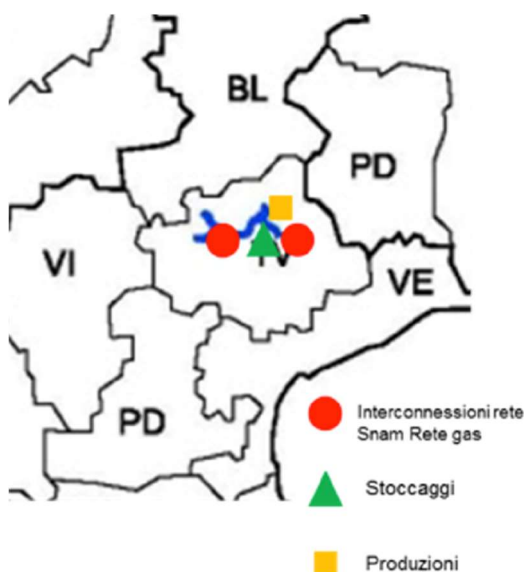 BL
PD
VI
TV
VE
PD
Interconnessioni rete
Snam Rete gas
Stoccaggi
Produzioni